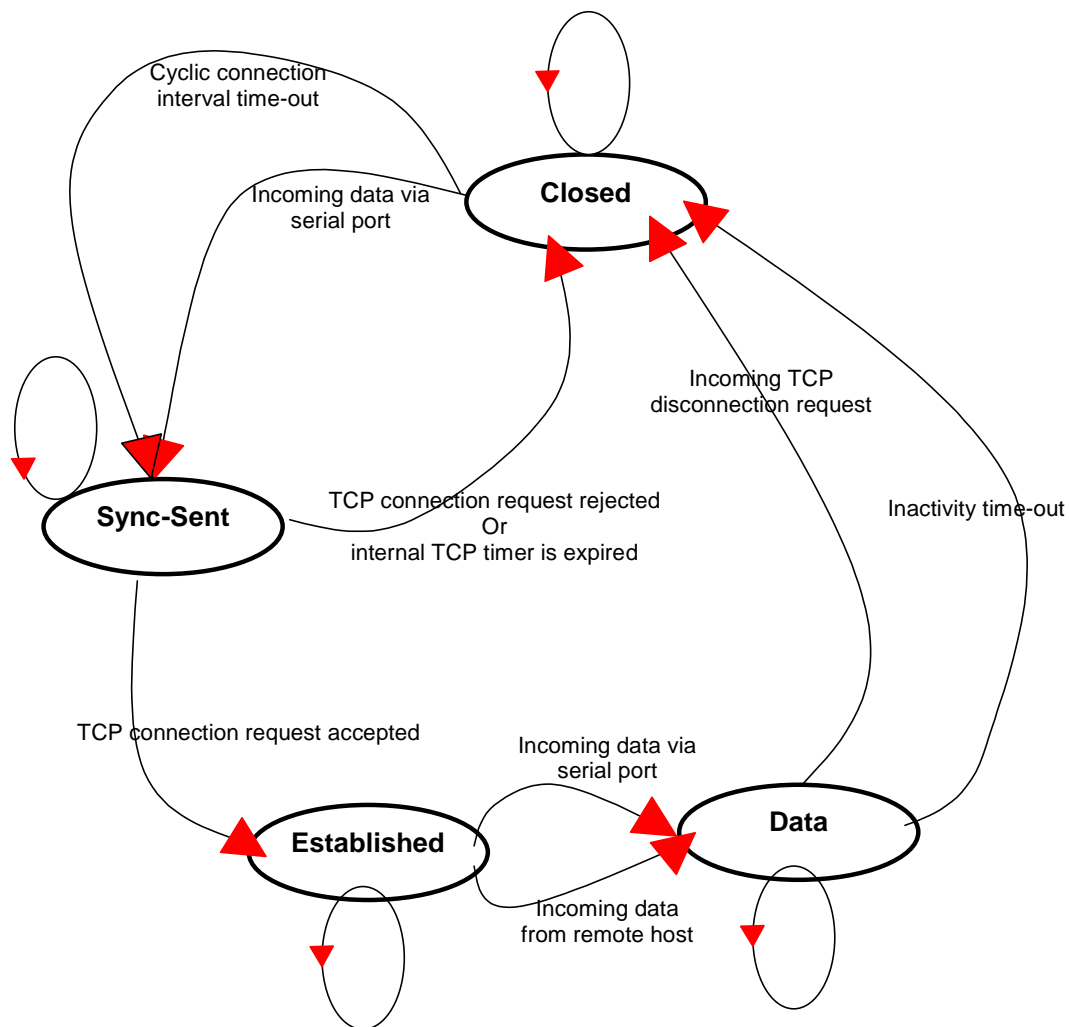 Cyclic connection
interval time-out
Closed
Incoming data via
serial port
Incoming TCP
disconnection request
TCP connection request rejected
Or
internal TCP timer is expired
Inactivity time-out
Sync-Sent
TCP connection request accepted
Incoming data via
serial port
Established
Data
Incoming data
from remote host